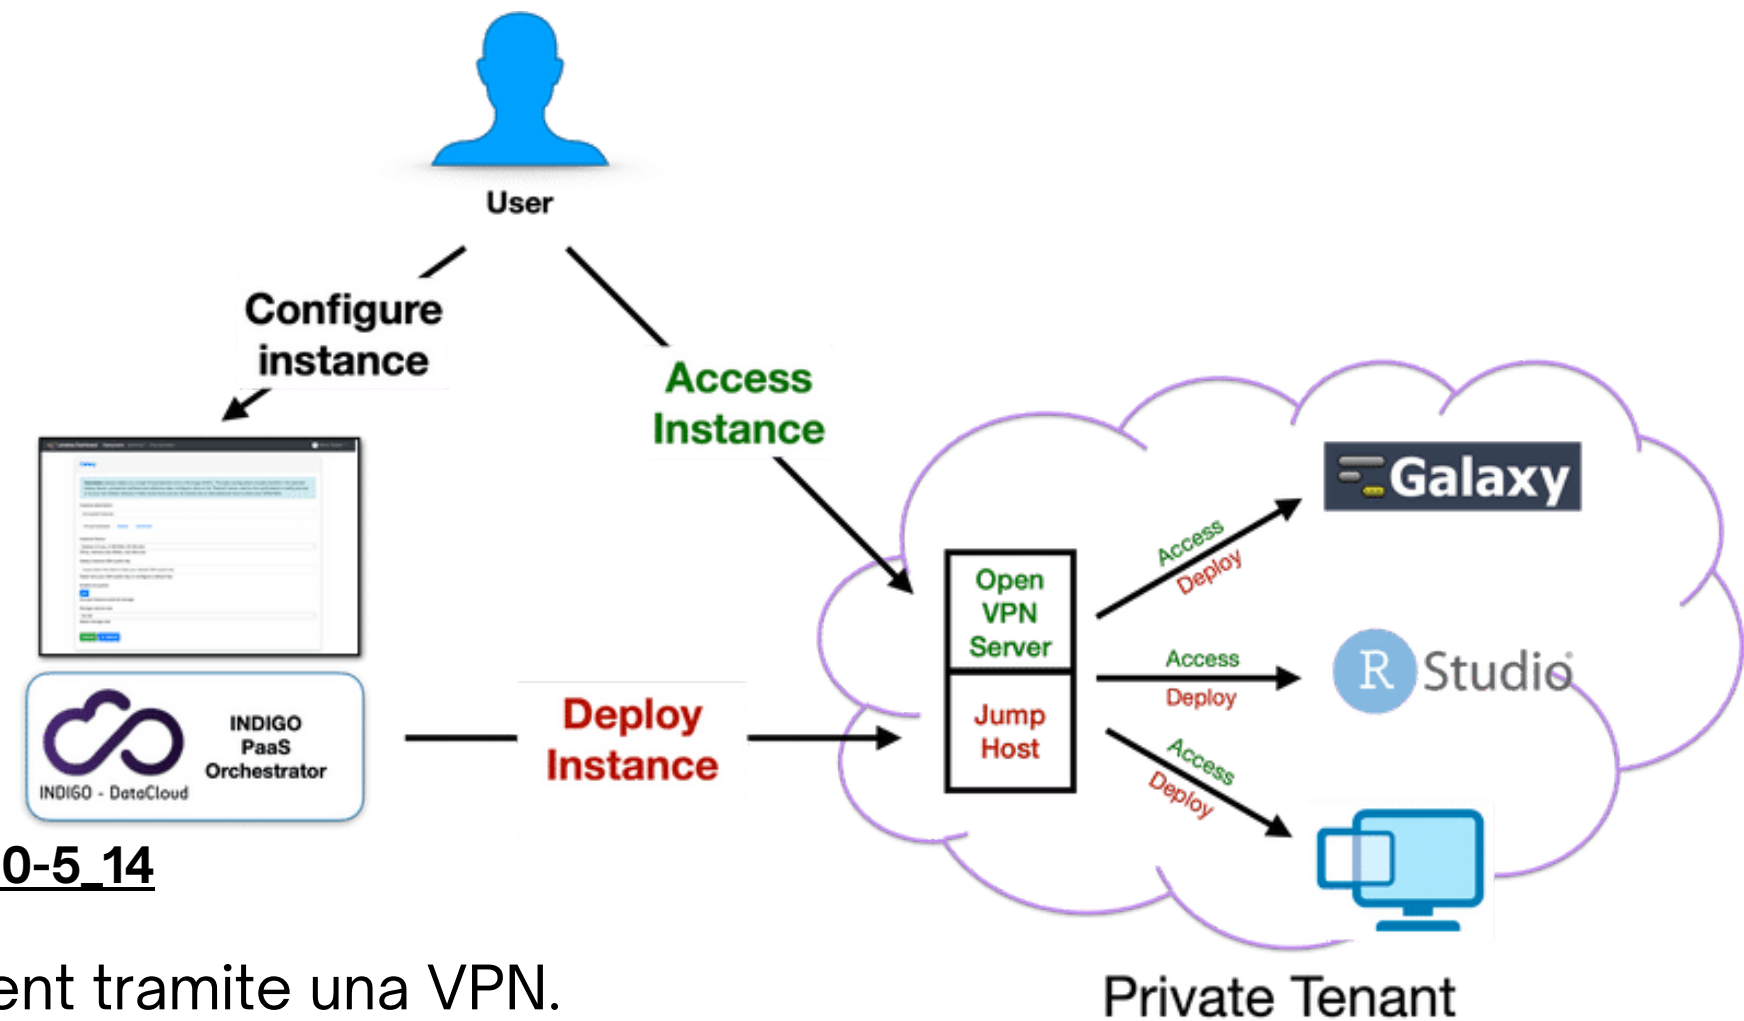 User
Configure
instance
Access
Instance
Galaxy
Access
Deploy
Open
VPN
Server
Access
Deploy
R Studio
Jump
Host
Access
Deploy
Deploy
Instance
INDIGO
PaaS
Orchestrator
INDIGO - DataCloud
0-5_14
ent tramite una VPN.
Private Tenant